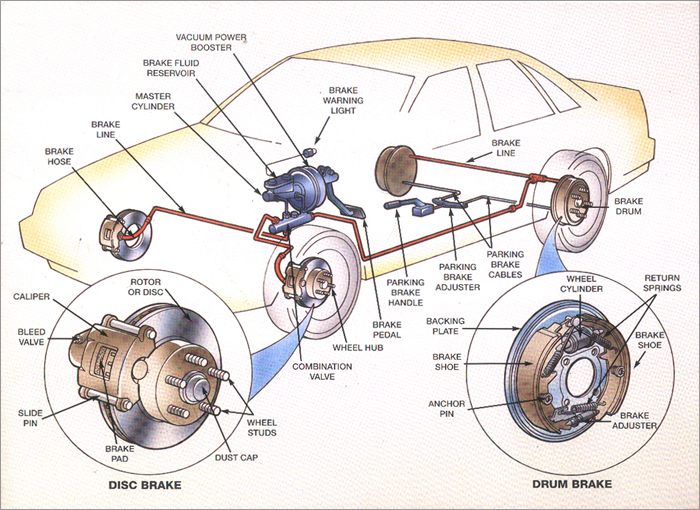 VACUUM POWER
BOOSTER
BRAKE FLUID
RESERVOIR
MASTER
CYLINDER
BRAKE
WARNING
LIGHT
BRAKE
LINE
BRAKE
HOSE
BRAKE
LINE
BRAKE
DRUM
PARKING
BRAKE
CABLES
PARKING
BRAKE
ADJUSTER
PARKING
BRAKE
HANDLE
BRAKE
PEDAL
WHEEL HUB
COMBINATION
VALVE
ROTOR
OR DISC
CALIPER
BLEED
VALVE
SLIDE
PIN
BRAKE
PAD
DUST CAP
WHEEL
STUDS
DISC BRAKE
WHEEL
CYLINDER
RETURN
SPRINGS
BACKING
PLATE
BRAKE
SHOE
BRAKE
SHOE
ANCHOR
PIN
BRAKE
ADJUSTER
DRUM BRAKE